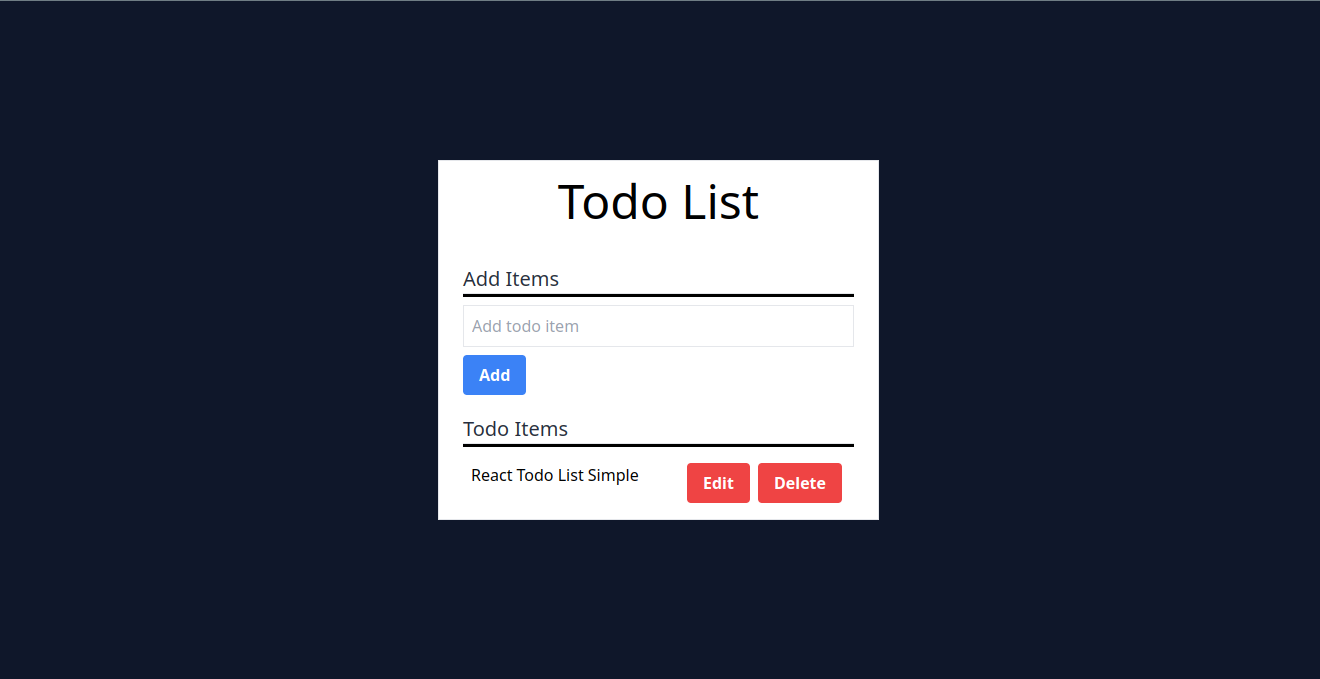 Todo List
Add Items
Add todo item
Add
Todo Items
React Todo List Simple Edit Delete